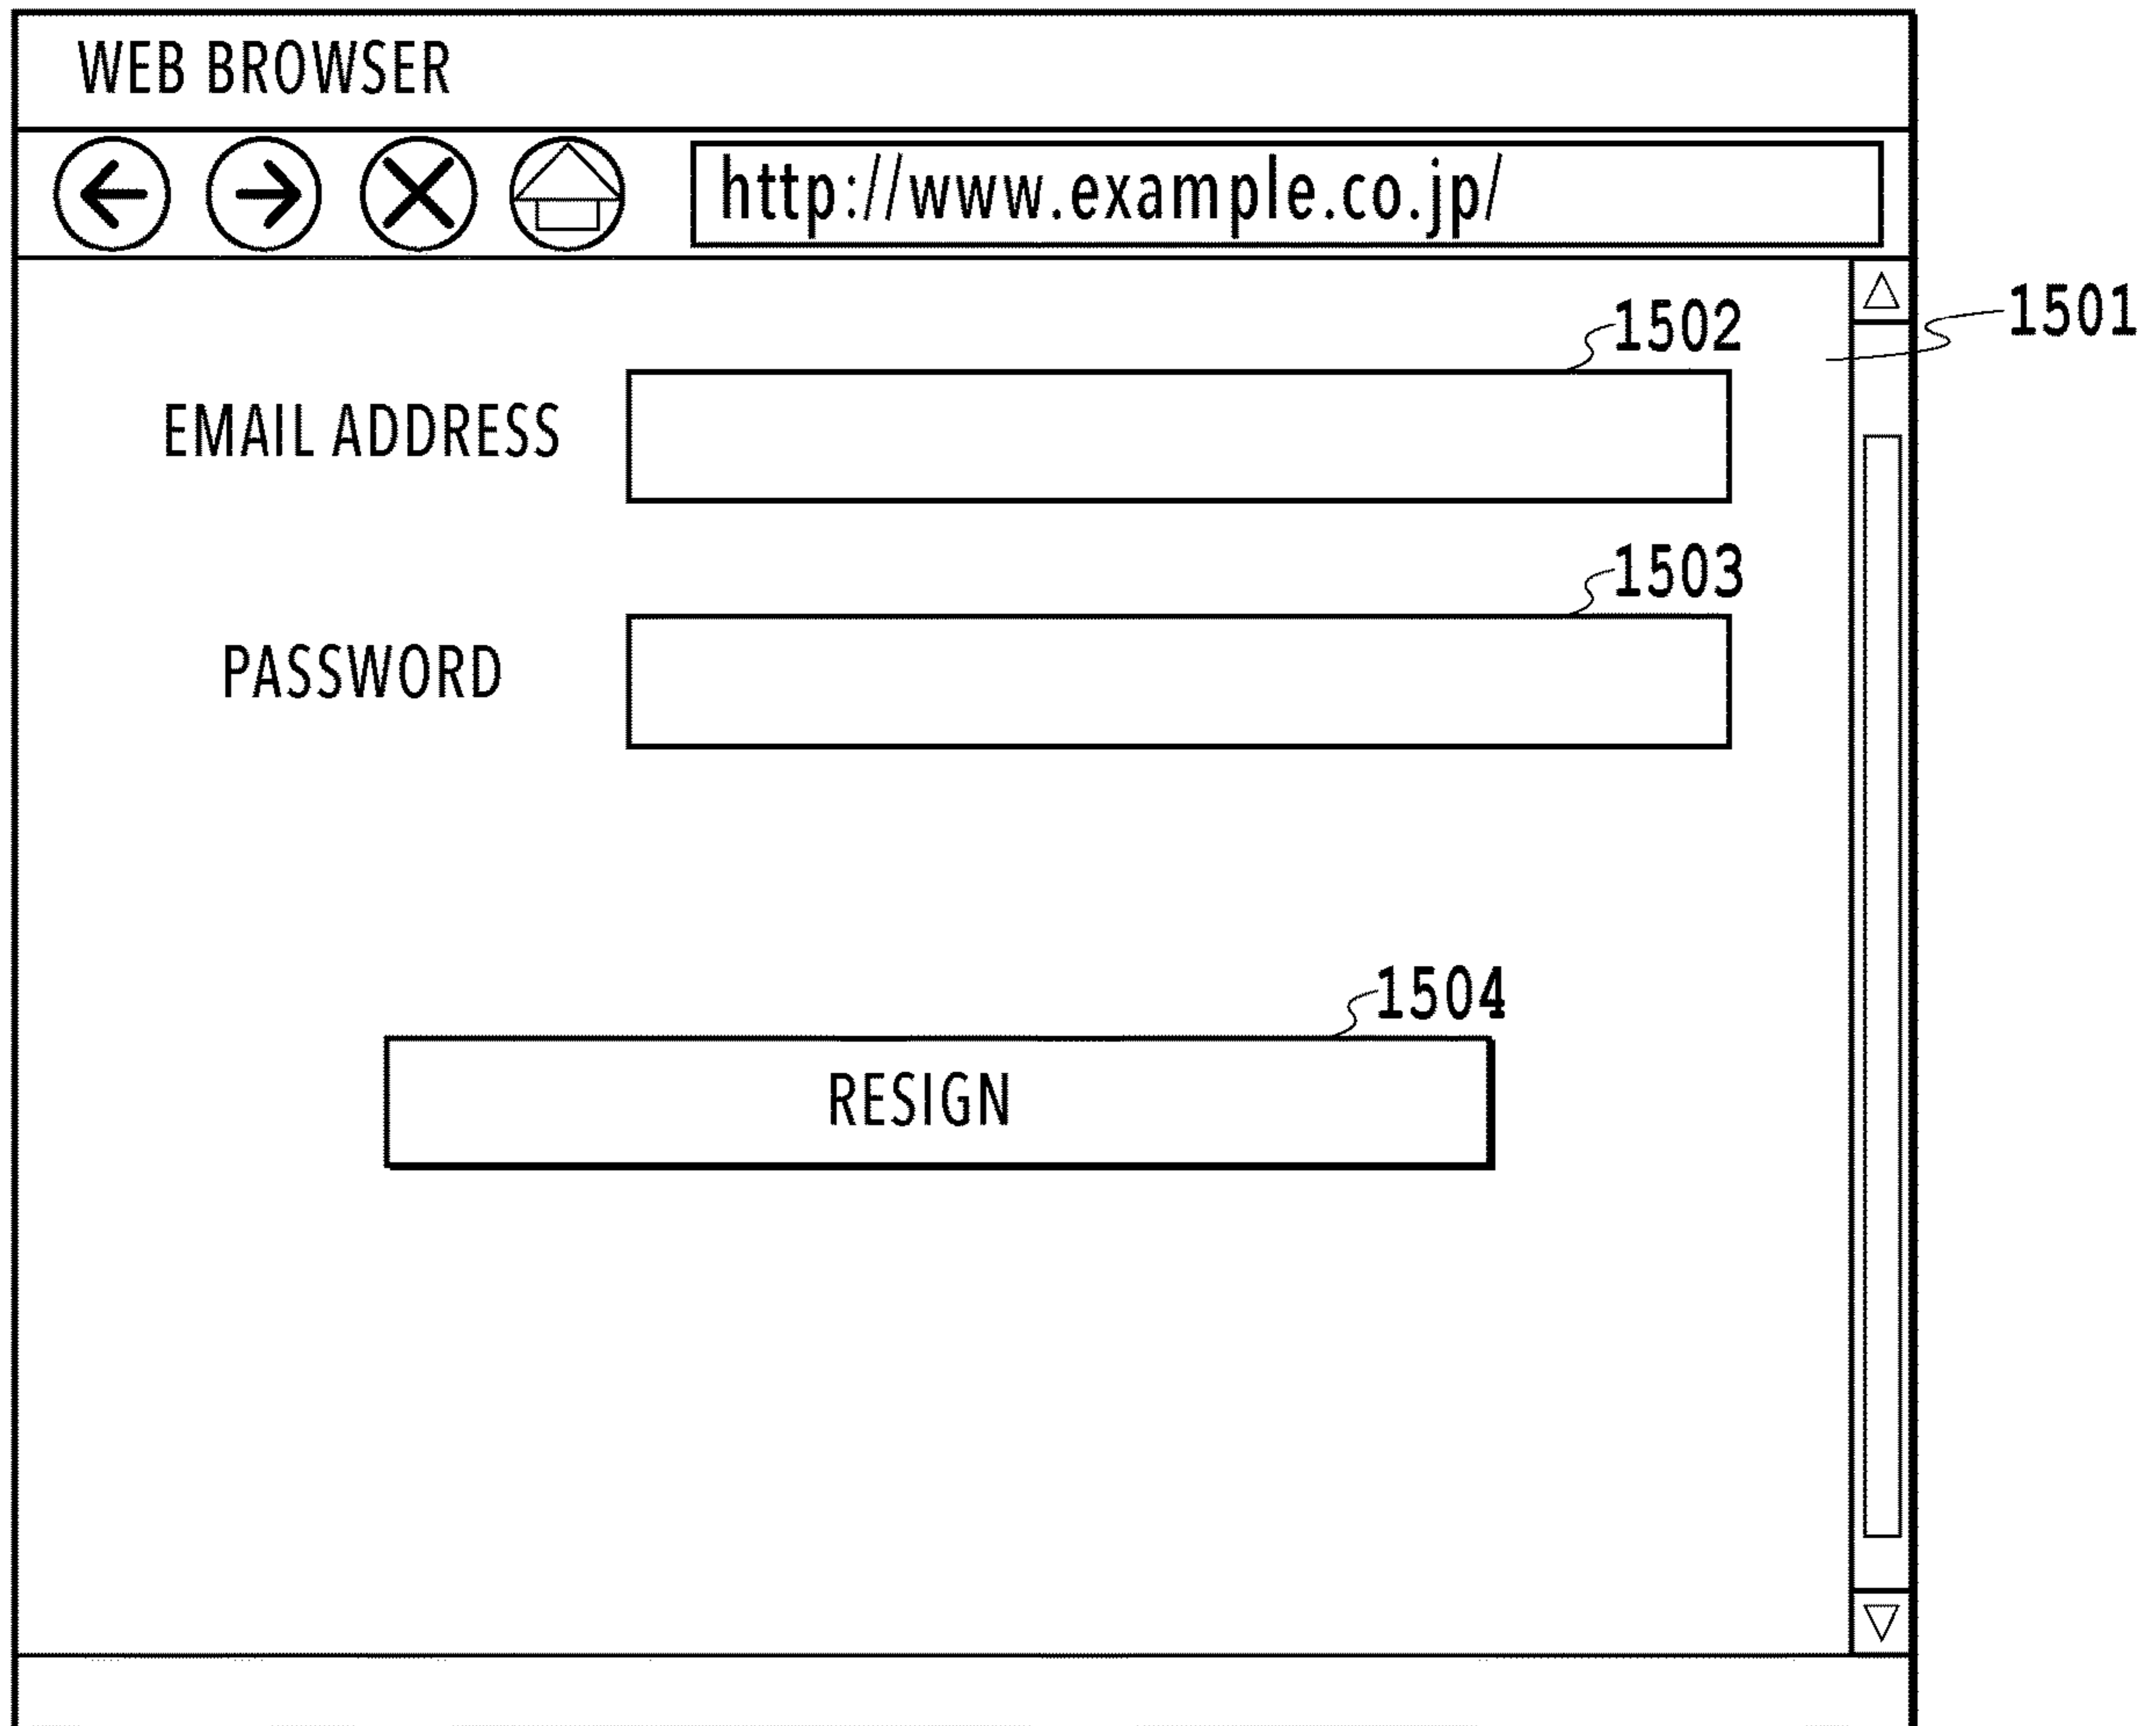 WEB BROWSER
http://www.example.co.jp/
1501
1502
EMAIL ADDRESS
1503
PASSWORD
1504
RESIGN